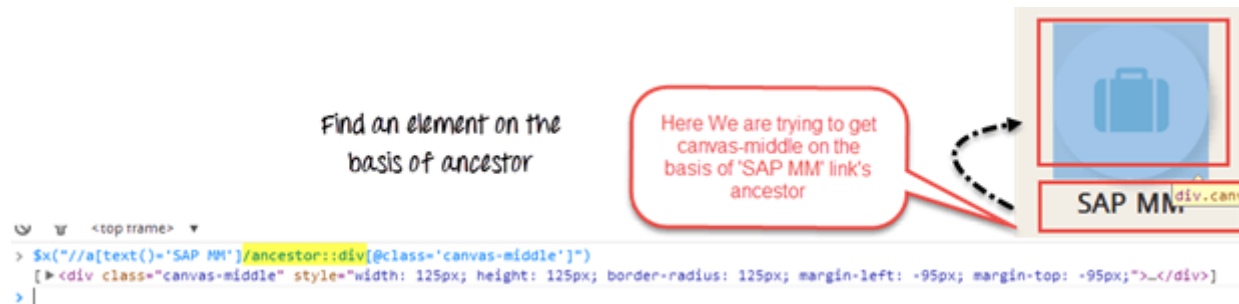 Find an element on the
basis of ancestor
Here We are trying to get
canvas-middle on the
basis of 'SAP MM' link's
ancestor
SAP MM
div.canv
<top frame> ▼
> $x("//a[text()='SAP MM']/ancestor::div[@class='canvas-middle']")
[▶<div class="canvas-middle" style="width: 125px; height: 125px; border-radius: 125px; margin-left: -95px; margin-top: -95px;">…</div>]
>